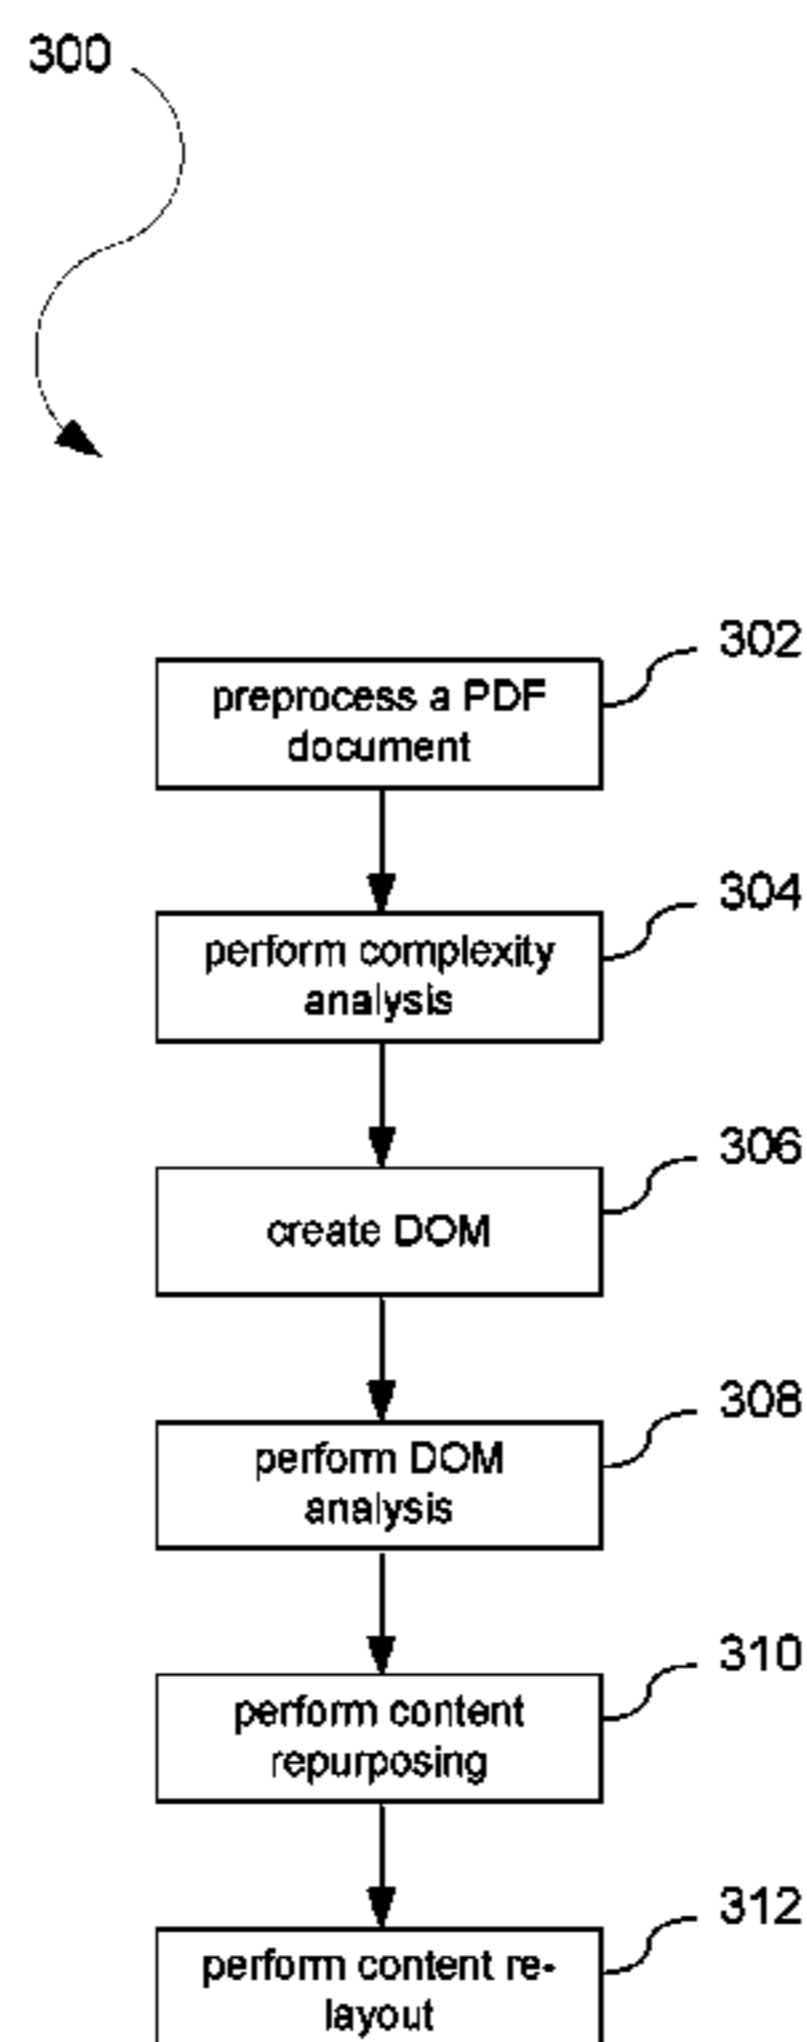 300
302
preprocess a PDF
document
304
perform complexity
analysis
306
create DOM
308
perform DOM
analysis
310
perform content
repurposing
312
perform content re-
layout